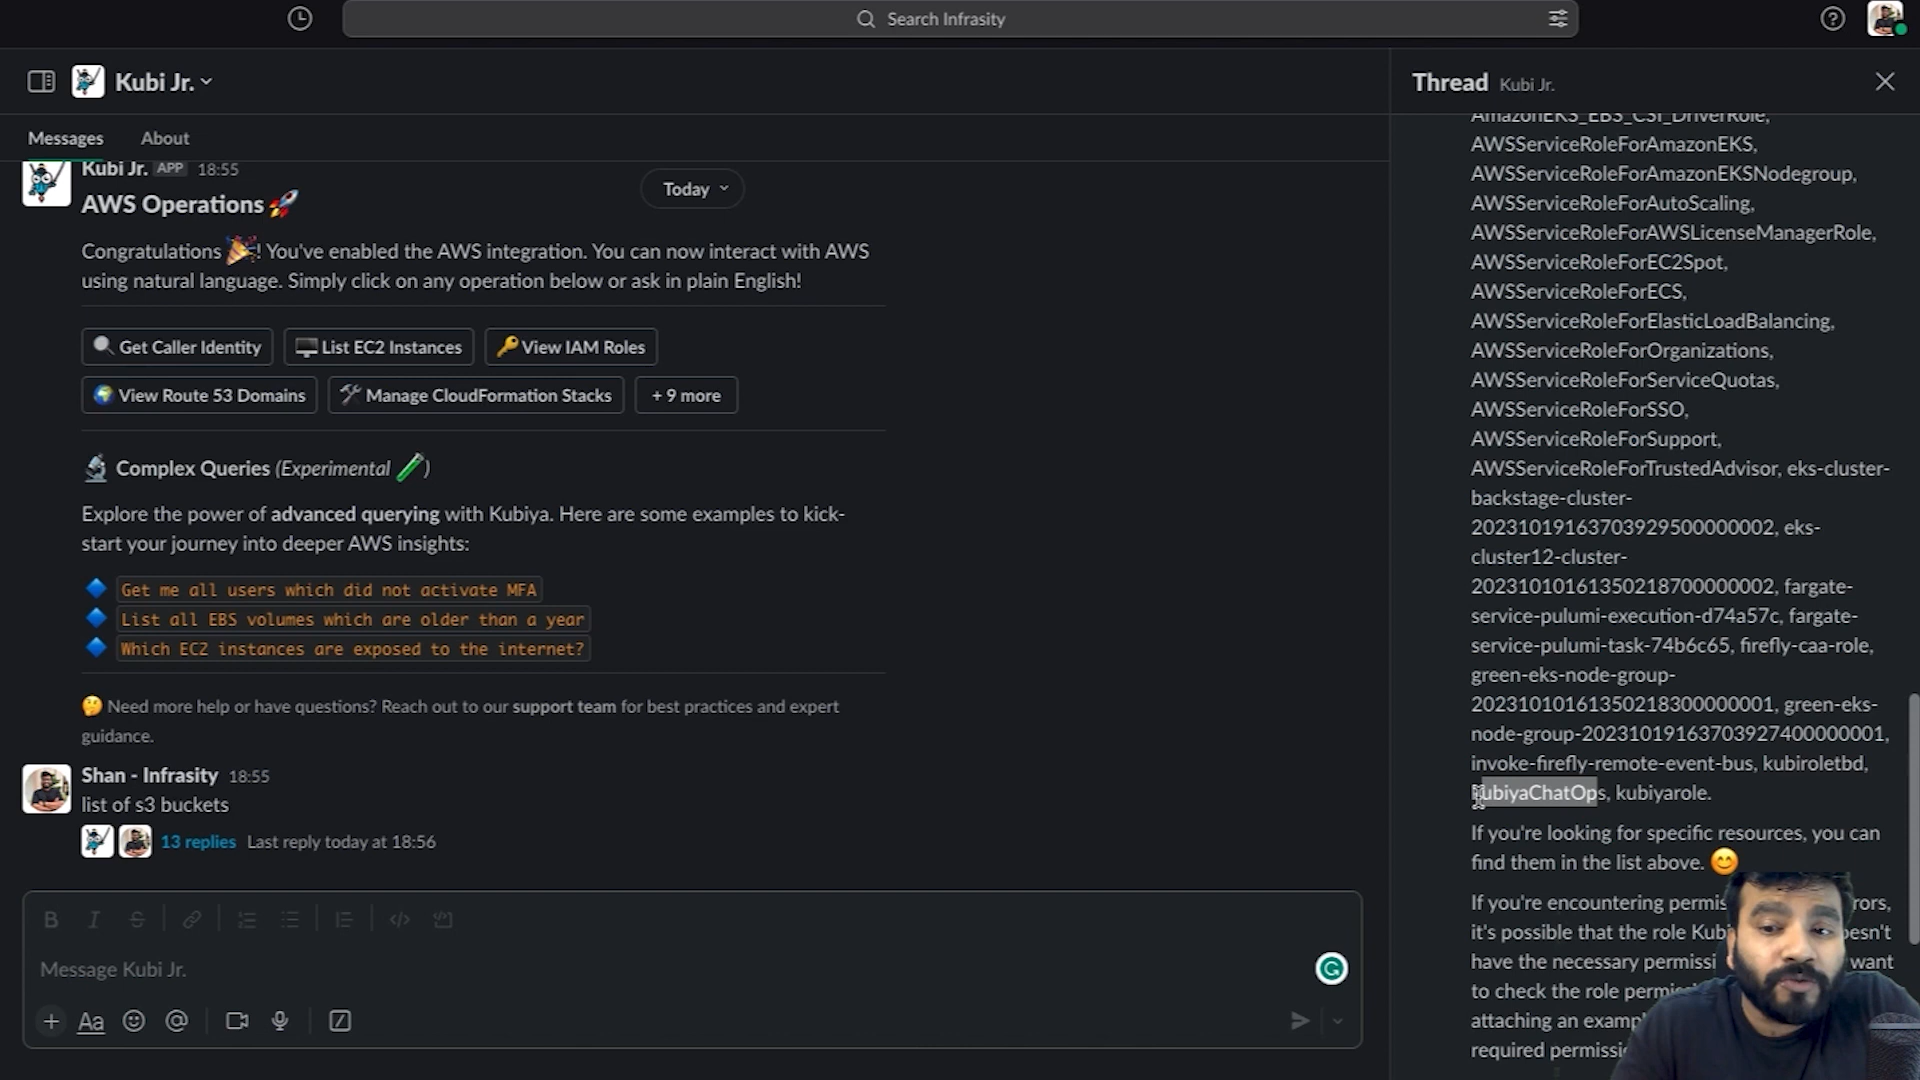 Search Infrasity
Kubi Jr.
Messages
About
Kubi Jr. APP 18:55
Today
AWS Operations
Congratulations ! You've enabled the AWS integration. You can now interact with AWS
using natural language. Simply click on any operation below or ask in plain English!
Get Caller Identity
List EC2 Instances
View IAM Roles
View Route 53 Domains
Manage CloudFormation Stacks
+ 9 more
Complex Queries (Experimental )
Explore the power of advanced querying with Kubiya. Here are some examples to kick-
start your journey into deeper AWS insights:
Get me all users which did not activate MFA
List all EBS volumes which are older than a year
Which EC2 instances are exposed to the internet?
Need more help or have questions? Reach out to our support team for best practices and expert
guidance.
Shan - Infrasity 18:55
list of s3 buckets
13 replies Last reply today at 18:56
Message Kubi Jr.
Aa
Thread Kubi Jr.
AmazonEKS_EBS_CSI_DriverRole,
AWSServiceRoleForAmazonEKS,
AWSServiceRoleForAmazonEKSNodegroup,
AWSServiceRoleForAutoScaling,
AWSServiceRoleForAWSLicenseManagerRole,
AWSServiceRoleForEC2Spot,
AWSServiceRoleForECS,
AWSServiceRoleForElasticLoadBalancing,
AWSServiceRoleForOrganizations,
AWSServiceRoleForServiceQuotas,
AWSServiceRoleForSSO,
AWSServiceRoleForSupport,
AWSServiceRoleForTrustedAdvisor, eks-cluster-
backstage-cluster-
20231019163703929500000002, eks-
cluster12-cluster-
20231010161350218700000002, fargate-
service-pulumi-execution-d74a57c, fargate-
service-pulumi-task-74b6c65, firefly-caa-role,
green-eks-node-group-
20231010161350218300000001, green-eks-
node-group-20231019163703927400000001,
invoke-firefly-remote-event-bus, kubiroletbd,
kubiyaChatOps, kubiyarole.
If you're looking for specific resources, you can
find them in the list above.
If you're encountering
it's possible that the role
have the necessary want
to check the role
attaching an
required